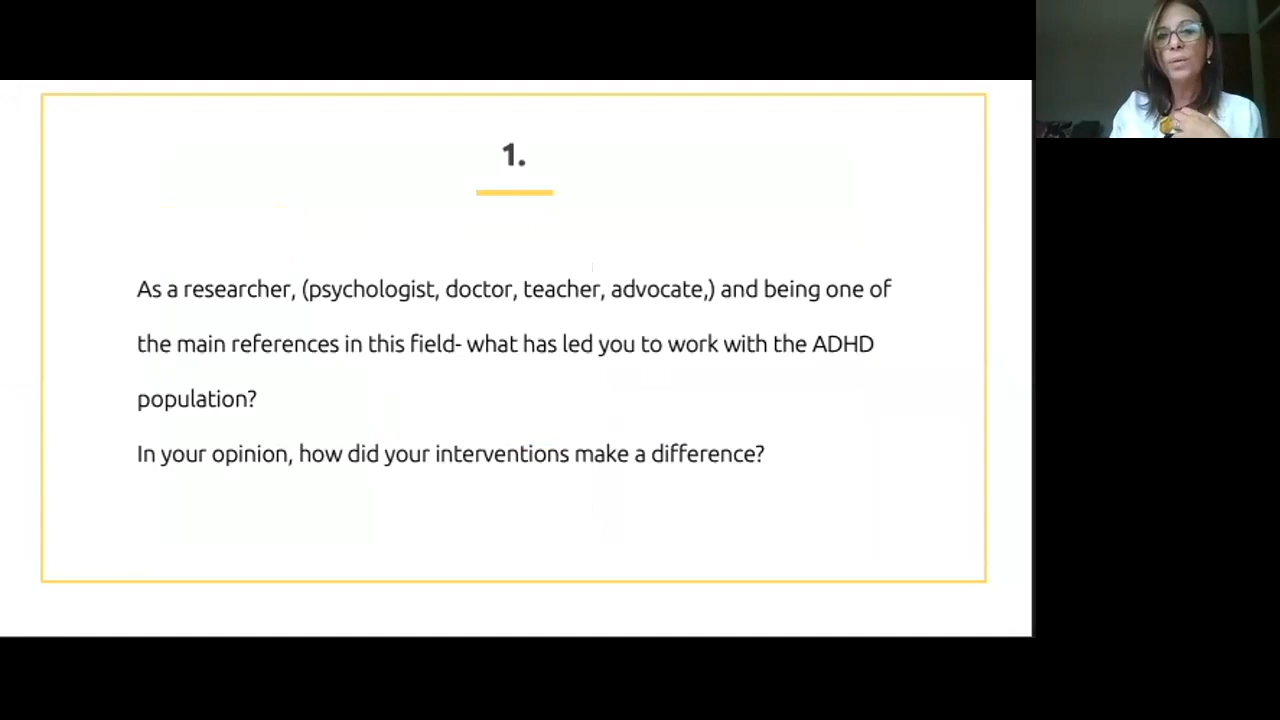 1.
As a researcher, (psychologist, doctor, teacher, advocate,) and being one of
the main references in this field- what has led you to work with the ADHD
population?
In your opinion, how did your interventions make a difference?